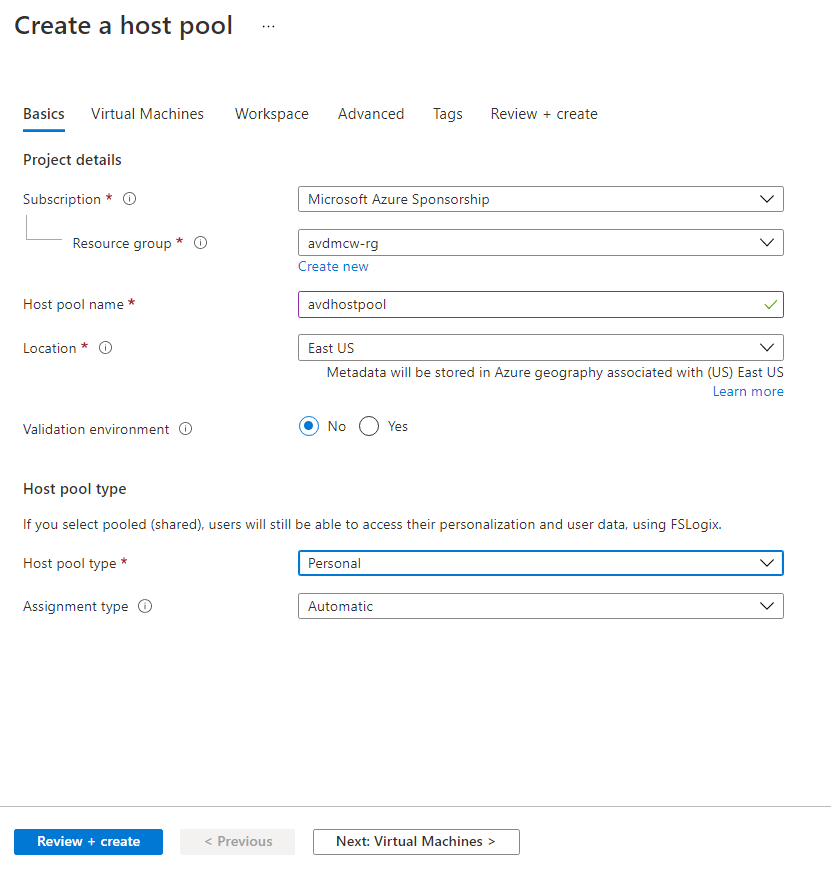 Create a host pool ...
Basics Virtual Machines Workspace Advanced Tags Review + create
Project details
Subscription * Microsoft Azure Sponsorship
Resource group * avdmcw-rg
Create new
Host pool name * avdhostpool
Location * East US
Metadata will be stored in Azure geography associated with (US) East US
Learn more
Validation environment No Yes
Host pool type
If you select pooled (shared), users will still be able to access their personalization and user data, using FSLogix.
Host pool type * Personal
Assignment type Automatic
Review + create < Previous Next: Virtual Machines >